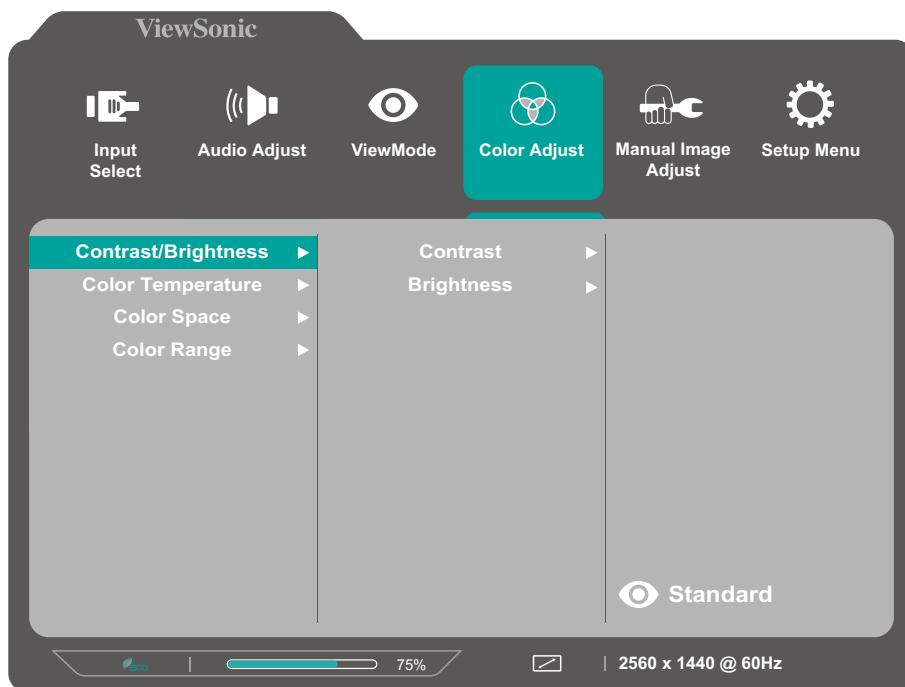 ViewSonic
Input
Select
Audio Adjust
ViewMode
Color Adjust
Manual Image
Adjust
Setup Menu
Contrast/Brightness
Color Temperature
Color Space
Color Range
Contrast
Brightness
Standard
eco
75%
2560 x 1440 @ 60Hz